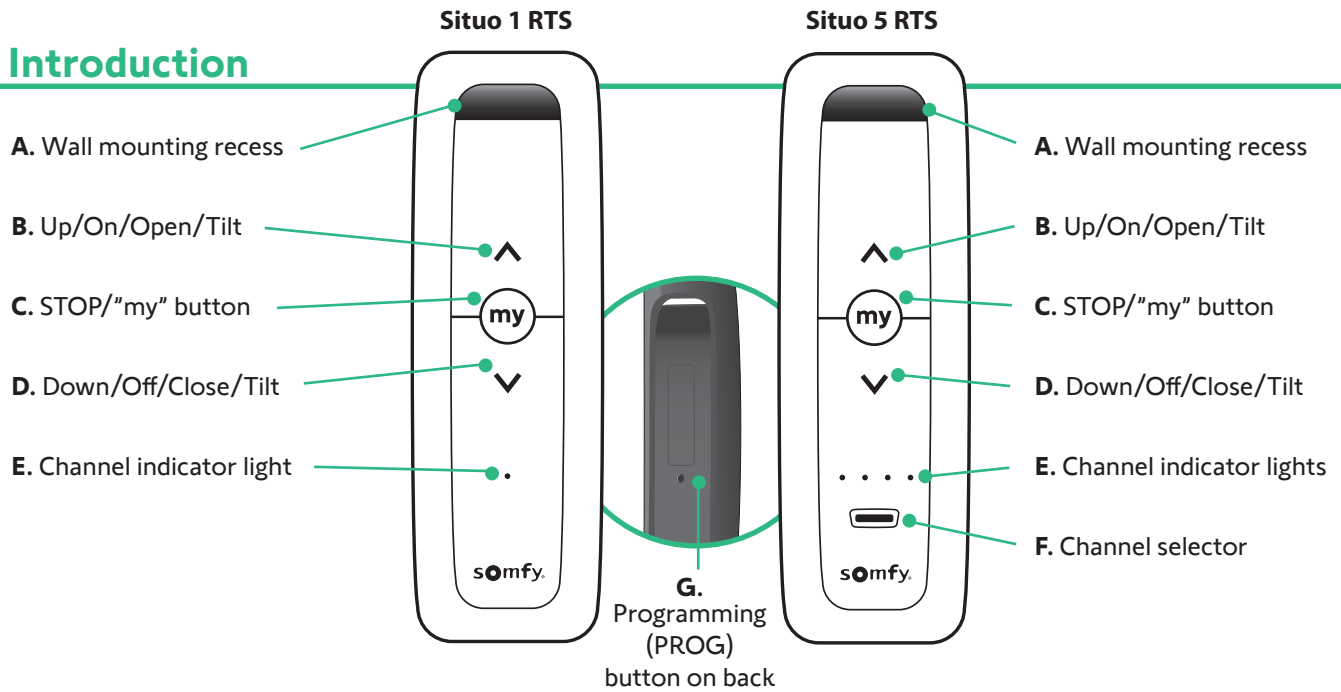 Situo 1 RTS
Situo 5 RTS
Introduction
A. Wall mounting recess
B. Up/On/Open/Tilt
C. STOP/”my” button
D. Down/Off/Close/Tilt
E. Channel indicator light
my
somfy.
G.
Programming
(PROG)
button on back
my
somfy.
A. Wall mounting recess
B. Up/On/Open/Tilt
C. STOP/”my” button
D. Down/Off/Close/Tilt
E. Channel indicator lights
F. Channel selector